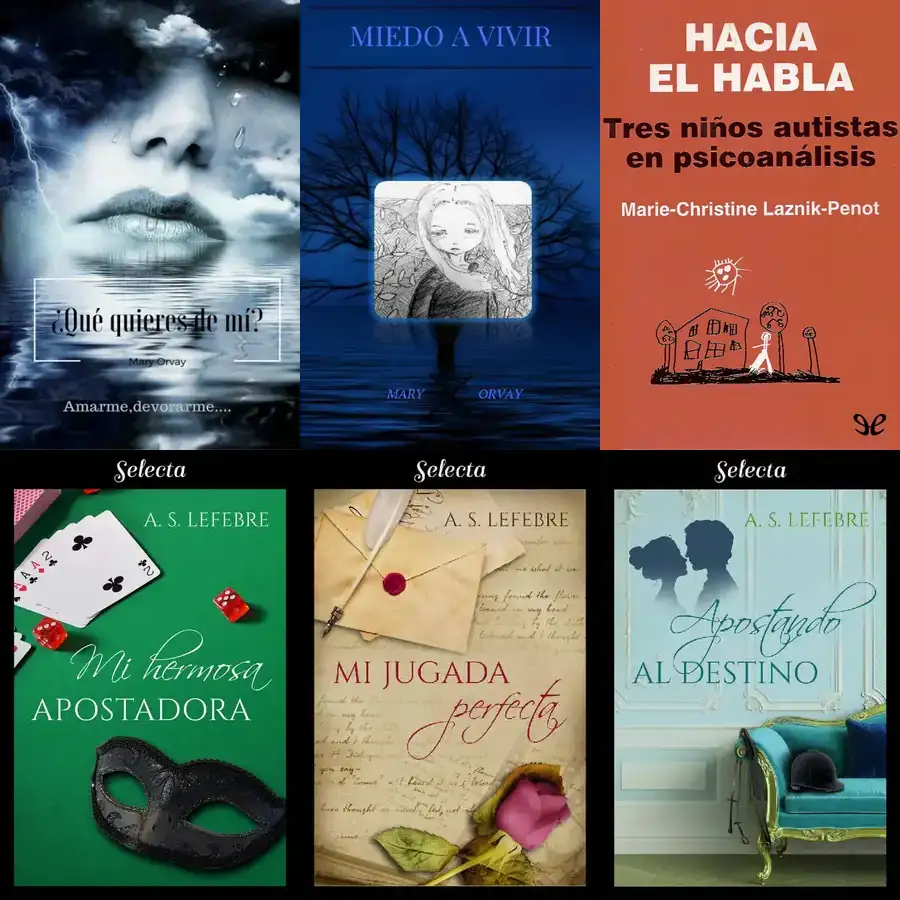 ¿Qué quieres de mí?
Mary Orvay
Amarme,devorarme....
MIEDO A VIVIR
MARY ORVAY
HACIA
EL HABLA
Tres niños autistas
en psicoanálisis
Marie-Christine Laznik-Penot
Selecta
A. S. LEFEBRE
A
A
2
2
Mi hermosa
APOSTADORA
Selecta
A. S. LEFEBRE
MI JUGADA
perfecta
Selecta
A. S. LEFEBRE
Apostando
AL DESTINO